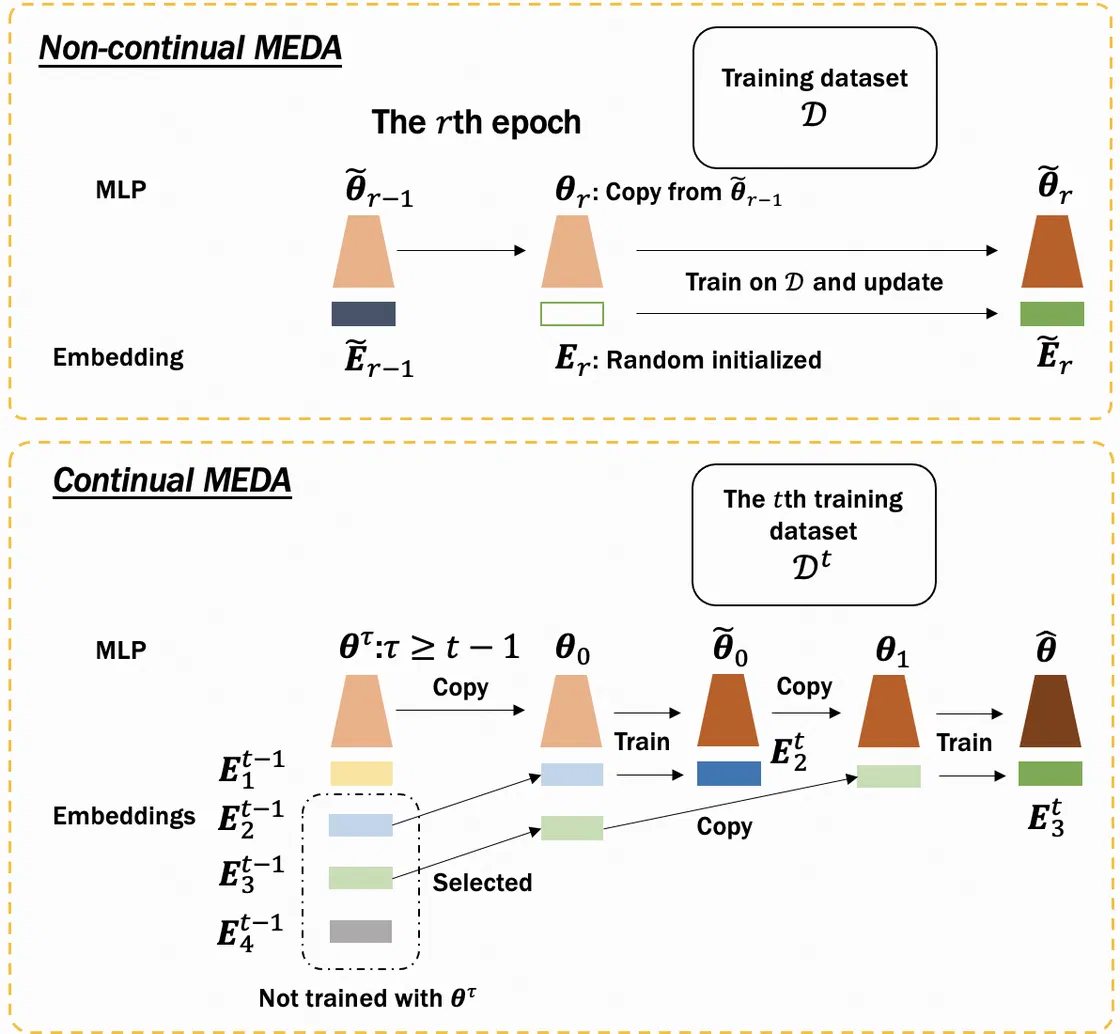 Non-continual MEDA
Training dataset
𝒟
The rth epoch
MLP
θ̃ᵣ₋₁
θᵣ: Copy from θ̃ᵣ₋₁
θ̃ᵣ
Train on 𝒟 and update
Embedding
Ẽᵣ₋₁
Eᵣ: Random initialized
Ẽᵣ
Continual MEDA
The tth training
dataset
𝒟ᵗ
MLP
θ^τ:τ ≥ t − 1
θ₀
θ̃₀
θ₁
θ̂
Copy
Copy
Train
Train
E₂ᵗ
E₁ᵗ⁻¹
Embeddings
E₂ᵗ⁻¹
Copy
E₃ᵗ
E₃ᵗ⁻¹
Selected
E₄ᵗ⁻¹
Not trained with θ^τ